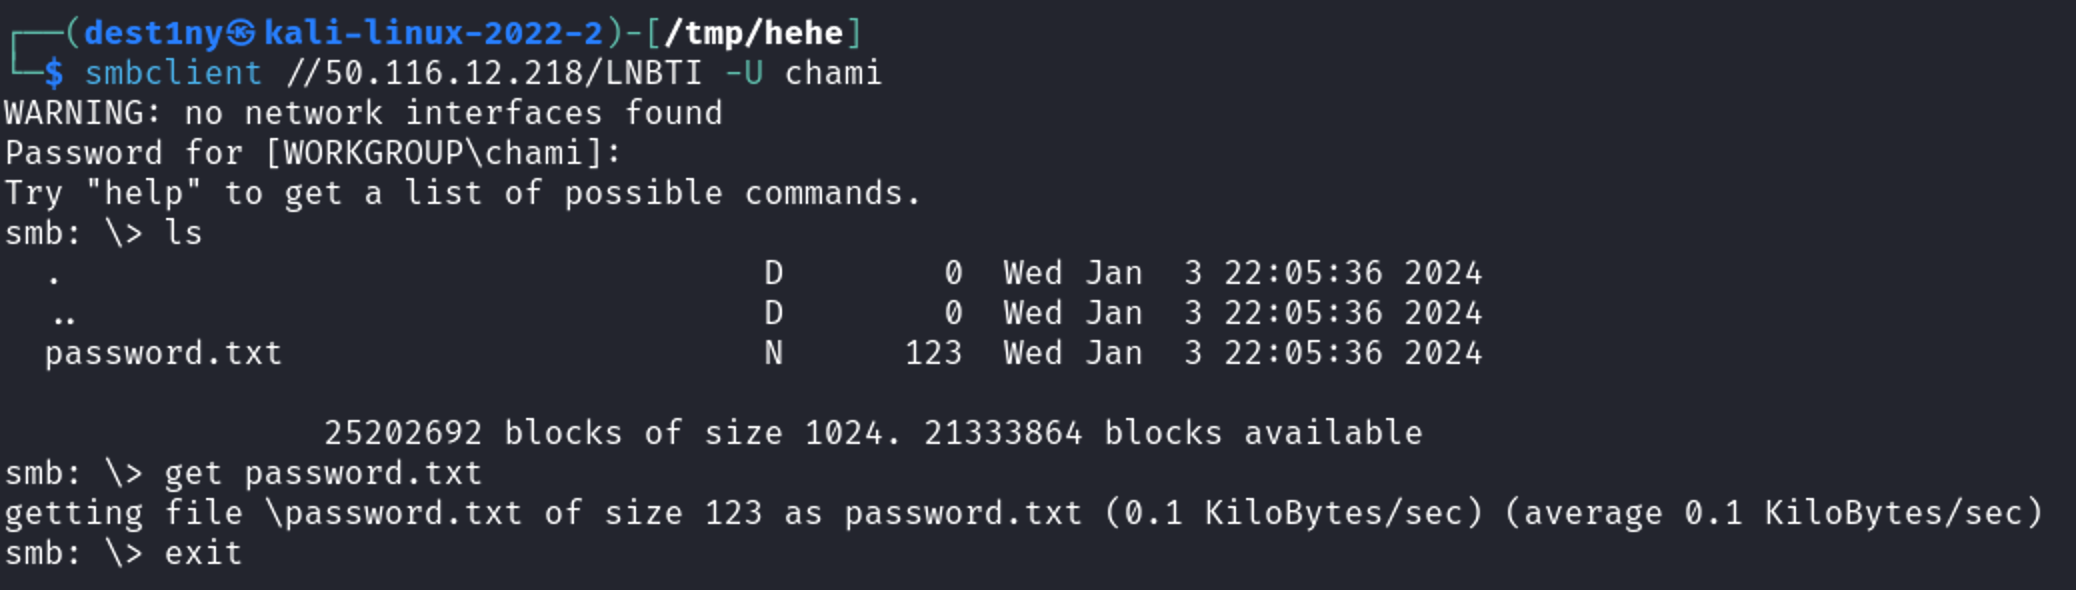 ┌──(dest1ny㉿kali-linux-2022-2)-[/tmp/hehe]
└─$ smbclient //50.116.12.218/LNBTI -U chami
WARNING: no network interfaces found
Password for [WORKGROUP\chami]:
Try "help" to get a list of possible commands.
smb: \> ls
  .                                   D        0  Wed Jan  3 22:05:36 2024
  ..                                  D        0  Wed Jan  3 22:05:36 2024
  password.txt                        N      123  Wed Jan  3 22:05:36 2024
                25202692 blocks of size 1024. 21333864 blocks available
smb: \> get password.txt
getting file \password.txt of size 123 as password.txt (0.1 KiloBytes/sec) (average 0.1 KiloBytes/sec)
smb: \> exit